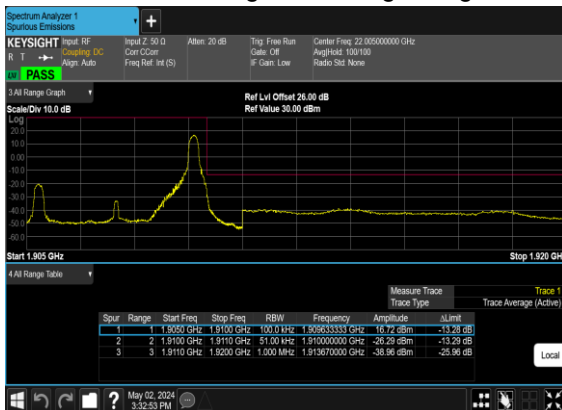 Spectrum Analyzer 1
Spurious Emissions
KEYSIGHT Input: RF Input Z: 50 Ω Atten: 20 dB Trig: Free Run Center Freq: 22.005000000 GHz
R T Coupling: DC Corr CCorr Gate: Off Avg|Hold: 100/100
Align: Auto Freq Ref: Int (S) IF Gain: Low Radio Std: None
PASS
3 All Range Graph
Ref Lvl Offset 26.00 dB
Scale/Div 10.0 dB Ref Value 30.00 dBm
Log
20.0
10.0
0.00
-10.0
-20.0
-30.0
-40.0
-50.0
-60.0
Start 1.905 GHz Stop 1.920 GH
4 All Range Table
Measure Trace Trace 1
Trace Type Trace Average (Active)
Spur Range Start Freq Stop Freq RBW Frequency Amplitude ΔLimit
1 1 1.9050 GHz 1.9100 GHz 100.0 kHz 1.909633333 GHz 16.72 dBm -13.28 dB
2 2 1.9100 GHz 1.9110 GHz 51.00 kHz 1.910000000 GHz -26.29 dBm -13.29 dB
3 3 1.9110 GHz 1.9200 GHz 1.000 MHz 1.913670000 GHz -38.96 dBm -25.96 dB
Local
May 02, 2024
3:32:53 PM